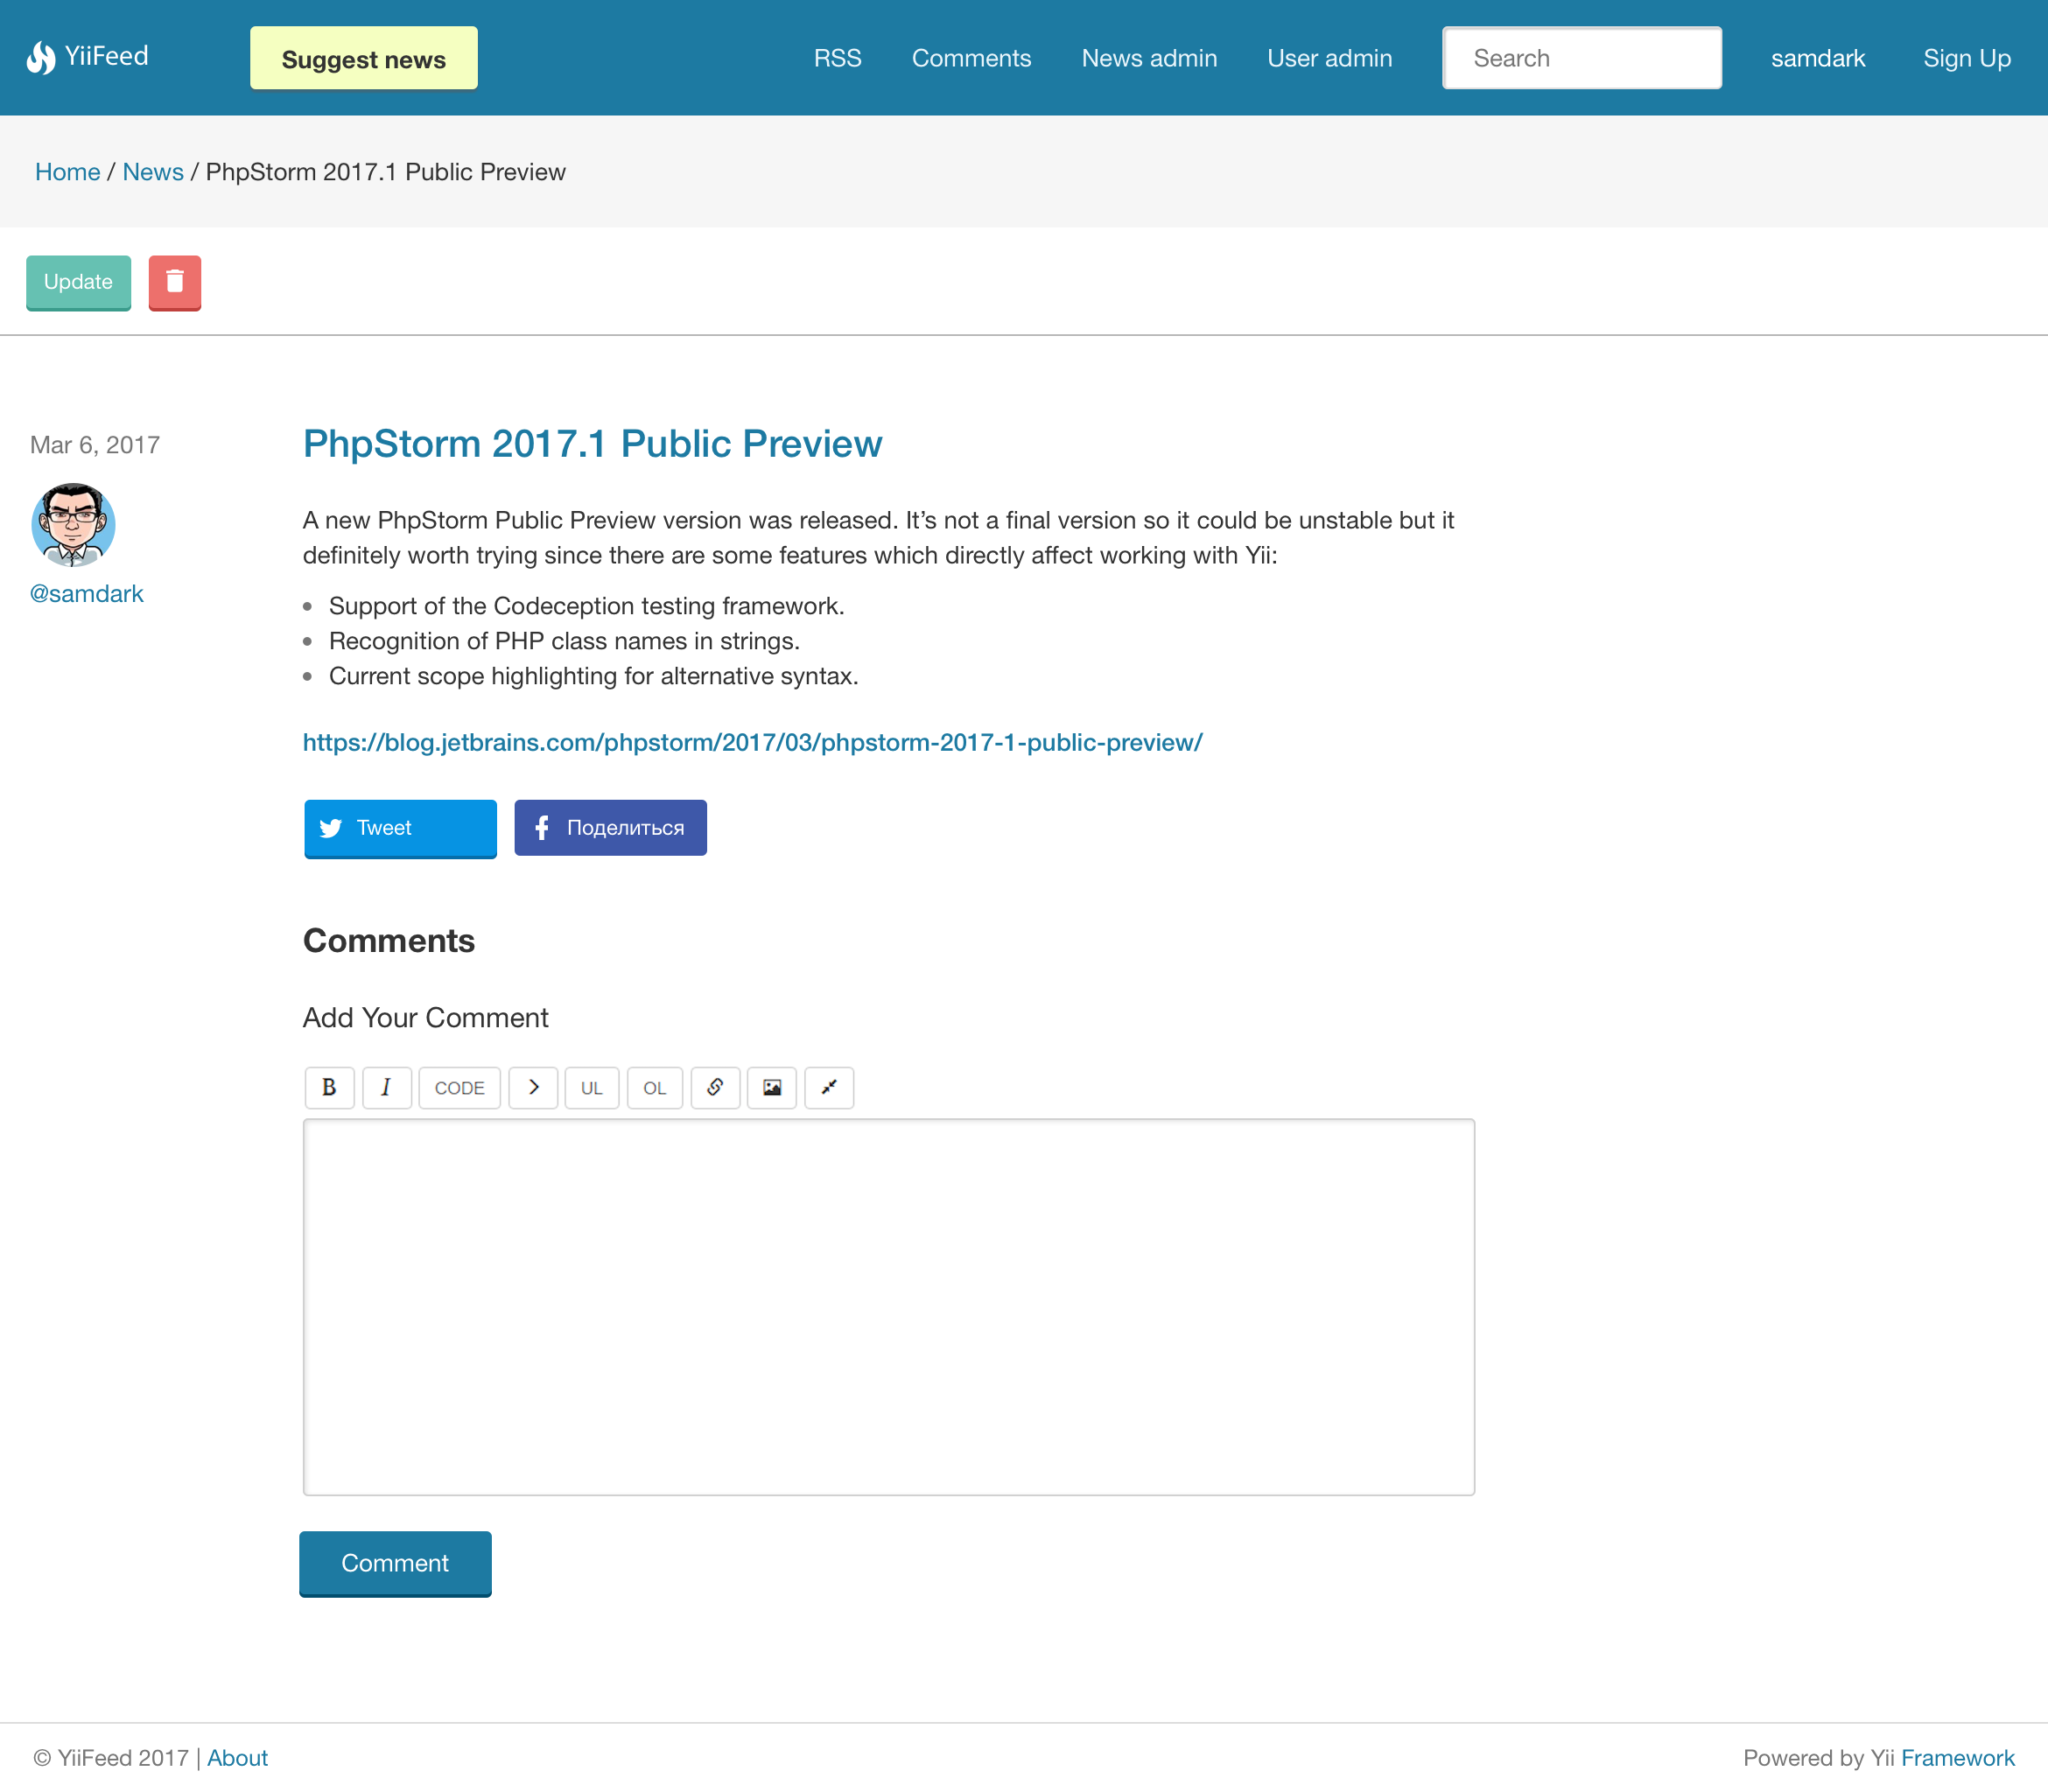 YiiFeed
Suggest news
RSS
Comments
News admin
User admin
Search
samdark
Sign Up
Home / News / PhpStorm 2017.1 Public Preview
Update
Mar 6, 2017
@samdark
PhpStorm 2017.1 Public Preview
A new PhpStorm Public Preview version was released. It’s not a final version so it could be unstable but it
definitely worth trying since there are some features which directly affect working with Yii:
Support of the Codeception testing framework.
Recognition of PHP class names in strings.
Current scope highlighting for alternative syntax.
https://blog.jetbrains.com/phpstorm/2017/03/phpstorm-2017-1-public-preview/
Tweet
Поделиться
Comments
Add Your Comment
B
I
CODE
UL
OL
Comment
© YiiFeed 2017 | About
Powered by Yii Framework